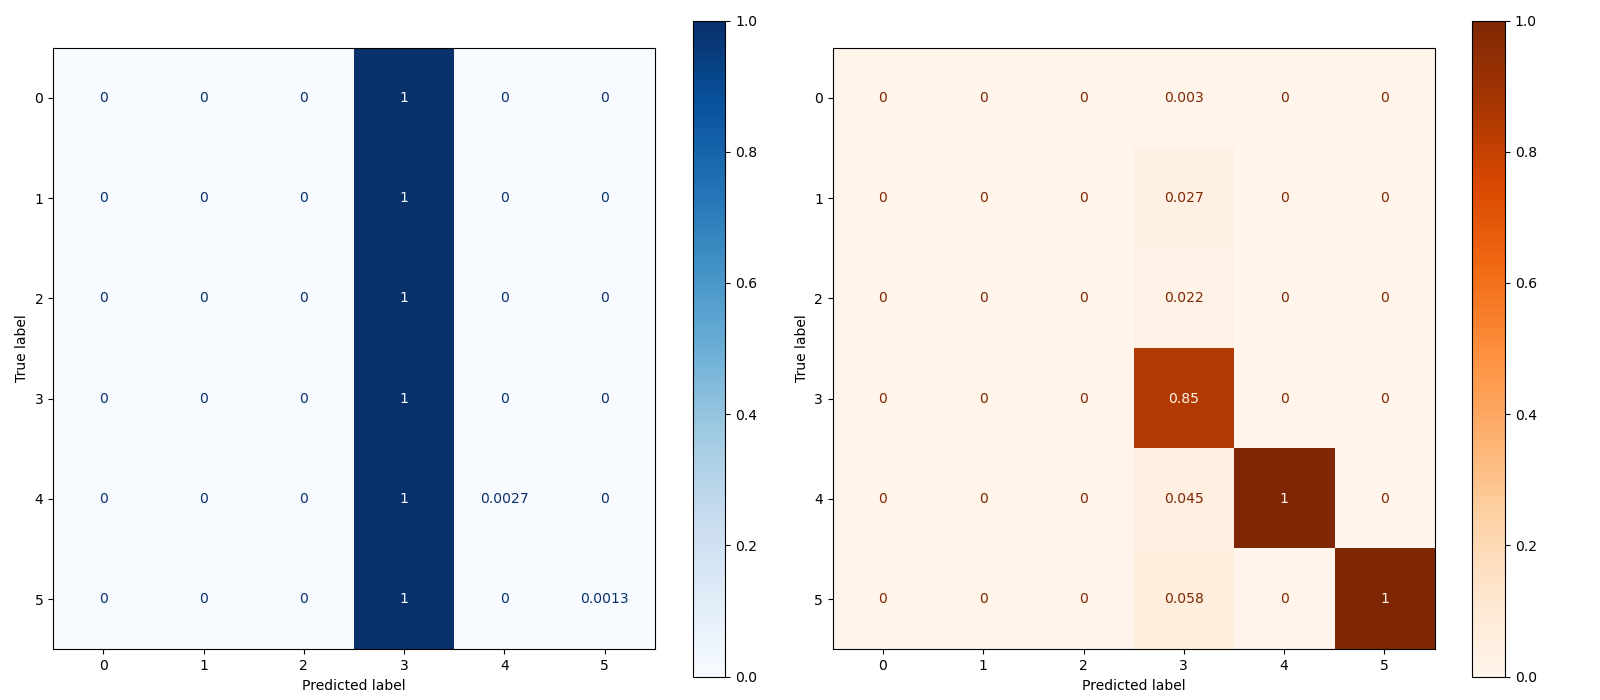 0 0 0 0 1 0 0
1 0 0 0 1 0 0
2 0 0 0 1 0 0
3 0 0 0 1 0 0
4 0 0 0 1 0.0027 0
5 0 0 0 1 0 0.0013
0 1 2 3 4 5
True label
Predicted label
1.0
0.8
0.6
0.4
0.2
0.0
0 0 0 0 0.003 0 0
1 0 0 0 0.027 0 0
2 0 0 0 0.022 0 0
3 0 0 0 0.85 0 0
4 0 0 0 0.045 1 0
5 0 0 0 0.058 0 1
0 1 2 3 4 5
True label
Predicted label
1.0
0.8
0.6
0.4
0.2
0.0